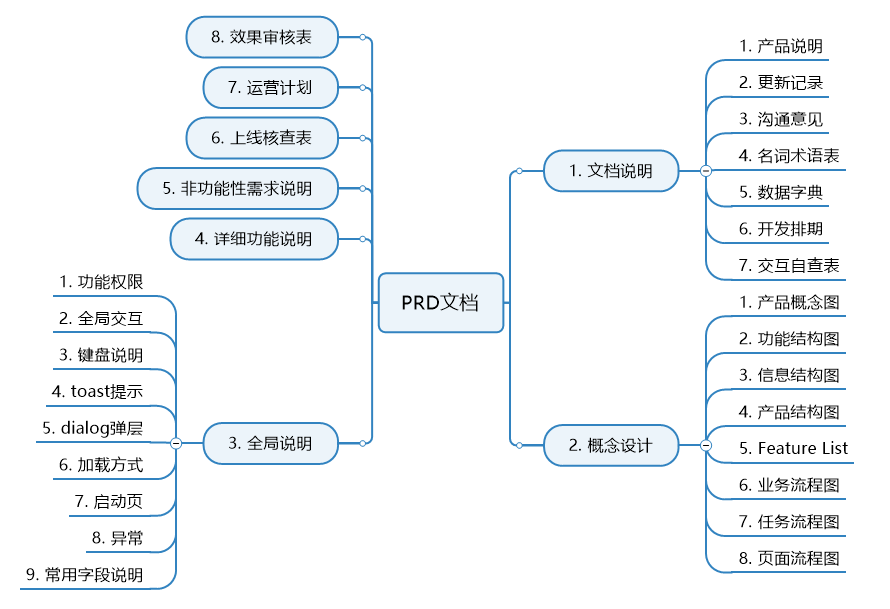 PRD文档
1. 文档说明
1. 产品说明
2. 更新记录
3. 沟通意见
4. 名词术语表
5. 数据字典
6. 开发排期
7. 交互自查表
2. 概念设计
1. 产品概念图
2. 功能结构图
3. 信息结构图
4. 产品结构图
5. Feature List
6. 业务流程图
7. 任务流程图
8. 页面流程图
3. 全局说明
1. 功能权限
2. 全局交互
3. 键盘说明
4. toast提示
5. dialog弹层
6. 加载方式
7. 启动页
8. 异常
9. 常用字段说明
4. 详细功能说明
5. 非功能性需求说明
6. 上线核查表
7. 运营计划
8. 效果审核表